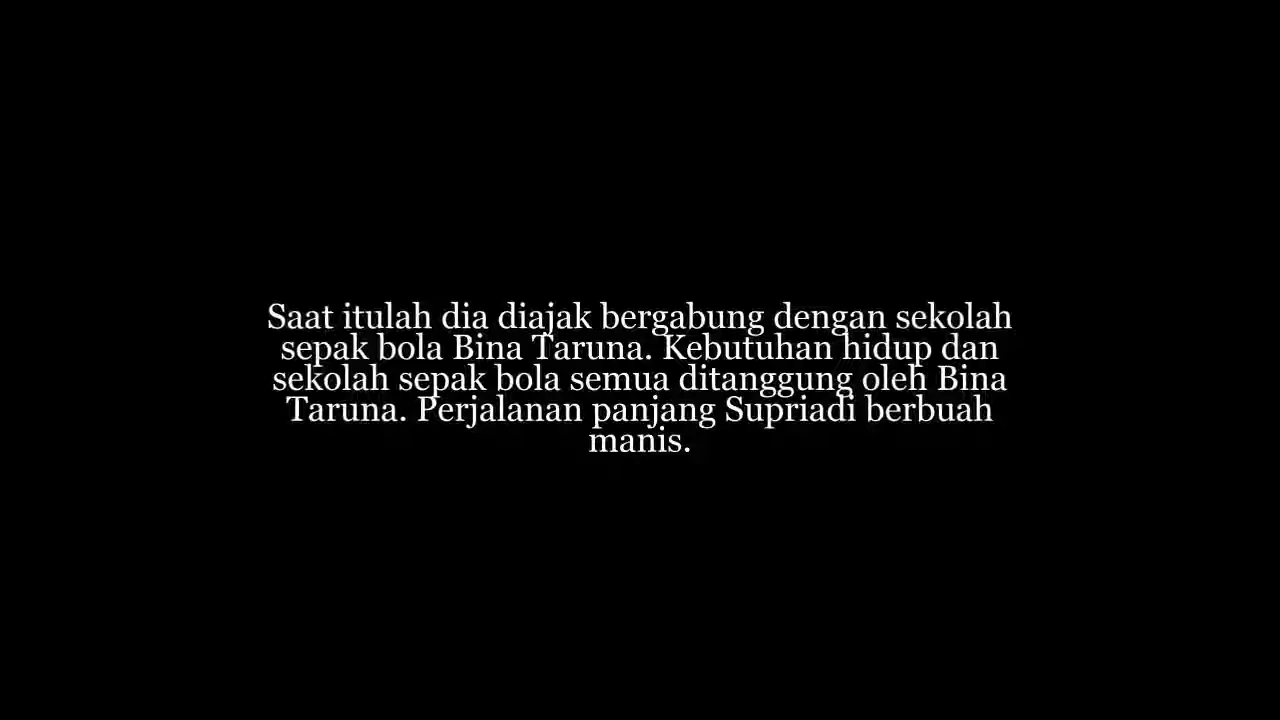 Saat itulah dia diajak bergabung dengan sekolah
sepak bola Bina Taruna. Kebutuhan hidup dan
sekolah sepak bola semua ditanggung oleh Bina
Taruna. Perjalanan panjang Supriadi berbuah
manis.